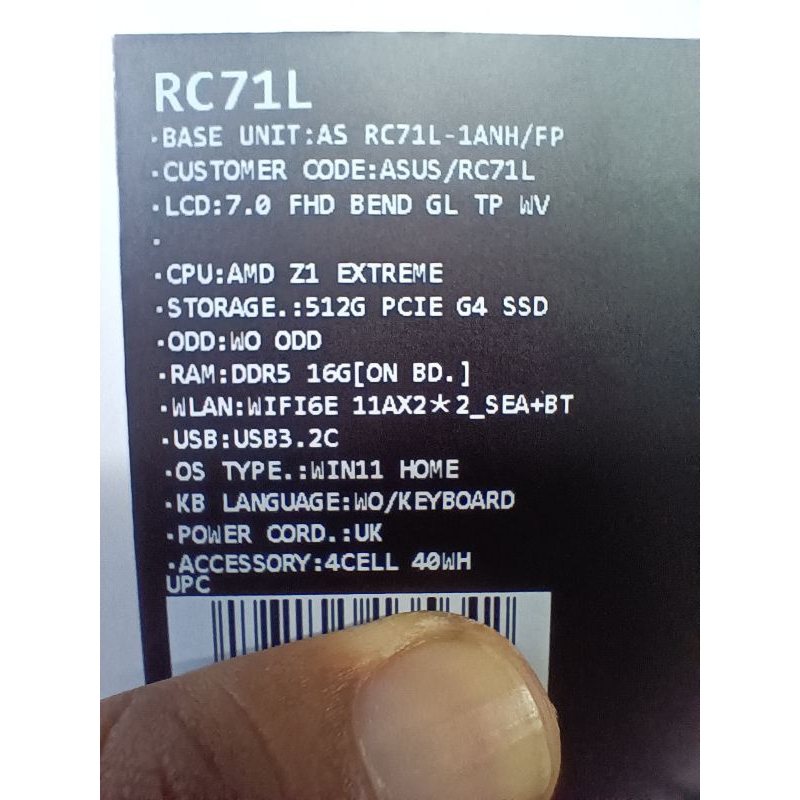 RC71L
·BASE UNIT:AS RC71L-1ANH/FP
·CUSTOMER CODE:ASUS/RC71L
·LCD:7.0 FHD BEND GL TP WV
·
·CPU:AMD Z1 EXTREME
·STORAGE.:512G PCIE G4 SSD
·ODD:WO ODD
·RAM:DDR5 16G[ON BD.]
·WLAN:WIFI6E 11AX2*2_SEA+BT
·USB:USB3.2C
·OS TYPE.:WIN11 HOME
·KB LANGUAGE:WO/KEYBOARD
·POWER CORD.:UK
·ACCESSORY:4CELL 40WH
UPC